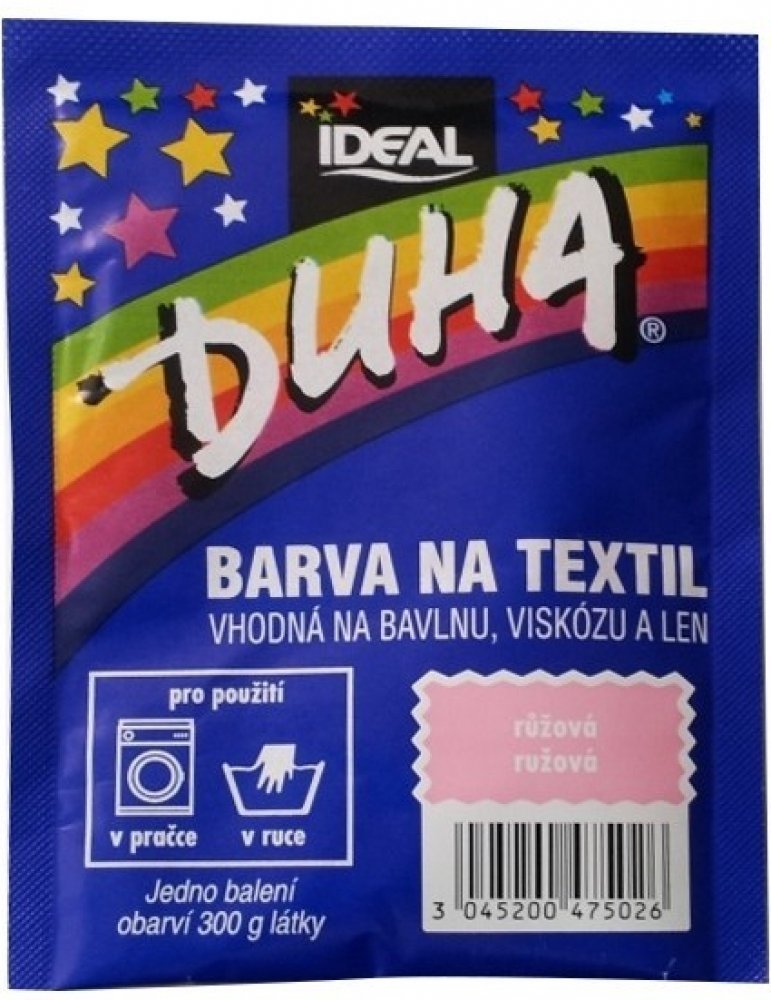 IDEAL
DUHA
®
BARVA NA TEXTIL
VHODNÁ NA BAVLNU, VISKÓZU A LEN
pro použití
v pračce
v ruce
růžová
ružová
3 045200 475026
Jedno balení
obarví 300 g látky